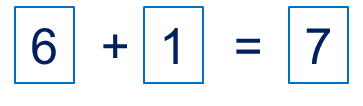 6 + 1 = 7